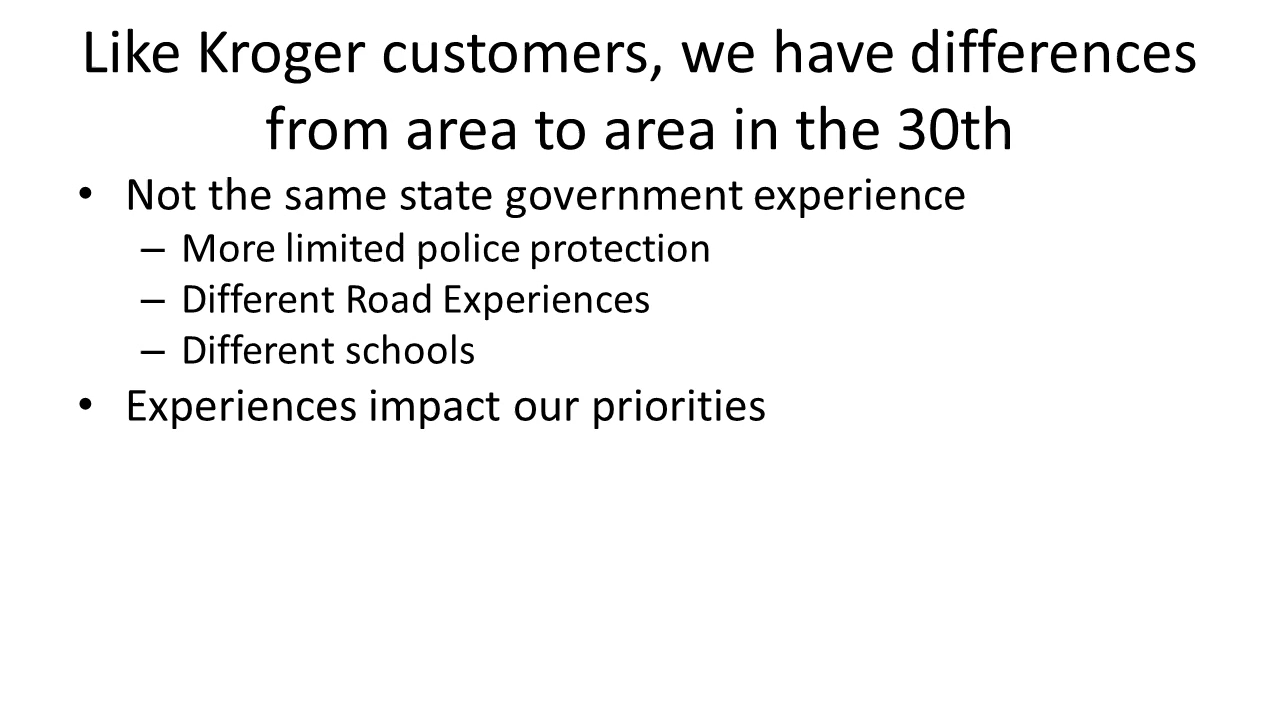 Like Kroger customers, we have differences
from area to area in the 30th
• Not the same state government experience
– More limited police protection
– Different Road Experiences
– Different schools
• Experiences impact our priorities